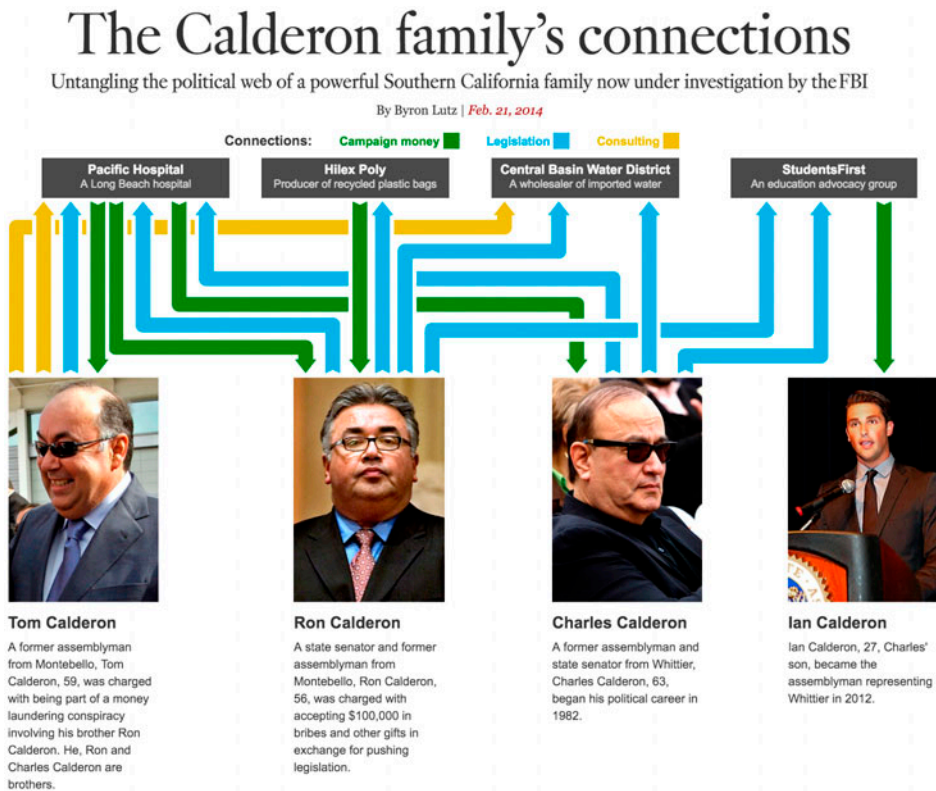 The Calderon family's connections
Untangling the political web of a powerful Southern California family now under investigation by the FBI
By Byron Lutz | Feb. 21, 2014
Connections: Campaign money Legislation Consulting
Pacific Hospital
A Long Beach hospital
Hilex Poly
Producer of recycled plastic bags
Central Basin Water District
A wholesaler of imported water
StudentsFirst
An education advocacy group
Tom Calderon
A former assemblyman
from Montebello, Tom
Calderon, 59, was charged
with being part of a money
laundering conspiracy
involving his brother Ron
Calderon. He, Ron and
Charles Calderon are
brothers.
Ron Calderon
A state senator and former
assemblyman from
Montebello, Ron Calderon,
56, was charged with
accepting $100,000 in
bribes and other gifts in
exchange for pushing
legislation.
Charles Calderon
A former assemblyman and
state senator from Whittier,
Charles Calderon, 63,
began his political career in
1982.
Ian Calderon
Ian Calderon, 27, Charles'
son, became the
assemblyman representing
Whittier in 2012.